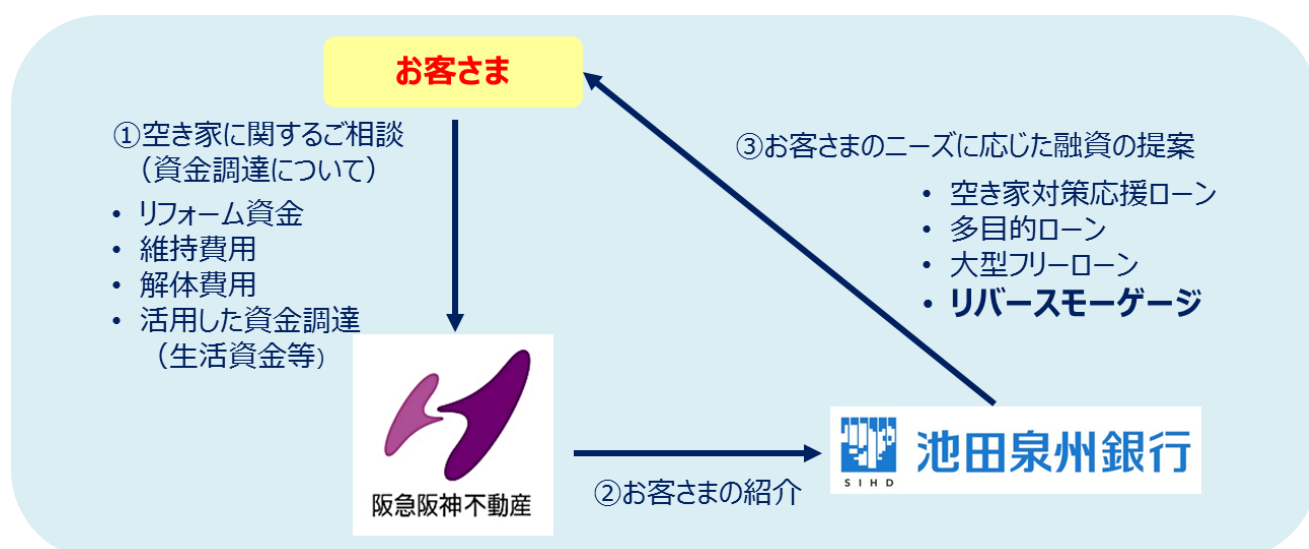 お客さま
①空き家に関するご相談
（資金調達について）
• リフォーム資金
• 維持費用
• 解体費用
• 活用した資金調達
（生活資金等）
阪急阪神不動産
②お客さまの紹介
池田泉州銀行
SIHD
③お客さまのニーズに応じた融資の提案
• 空き家対策応援ローン
• 多目的ローン
• 大型フリーローン
• リバースモーゲージ